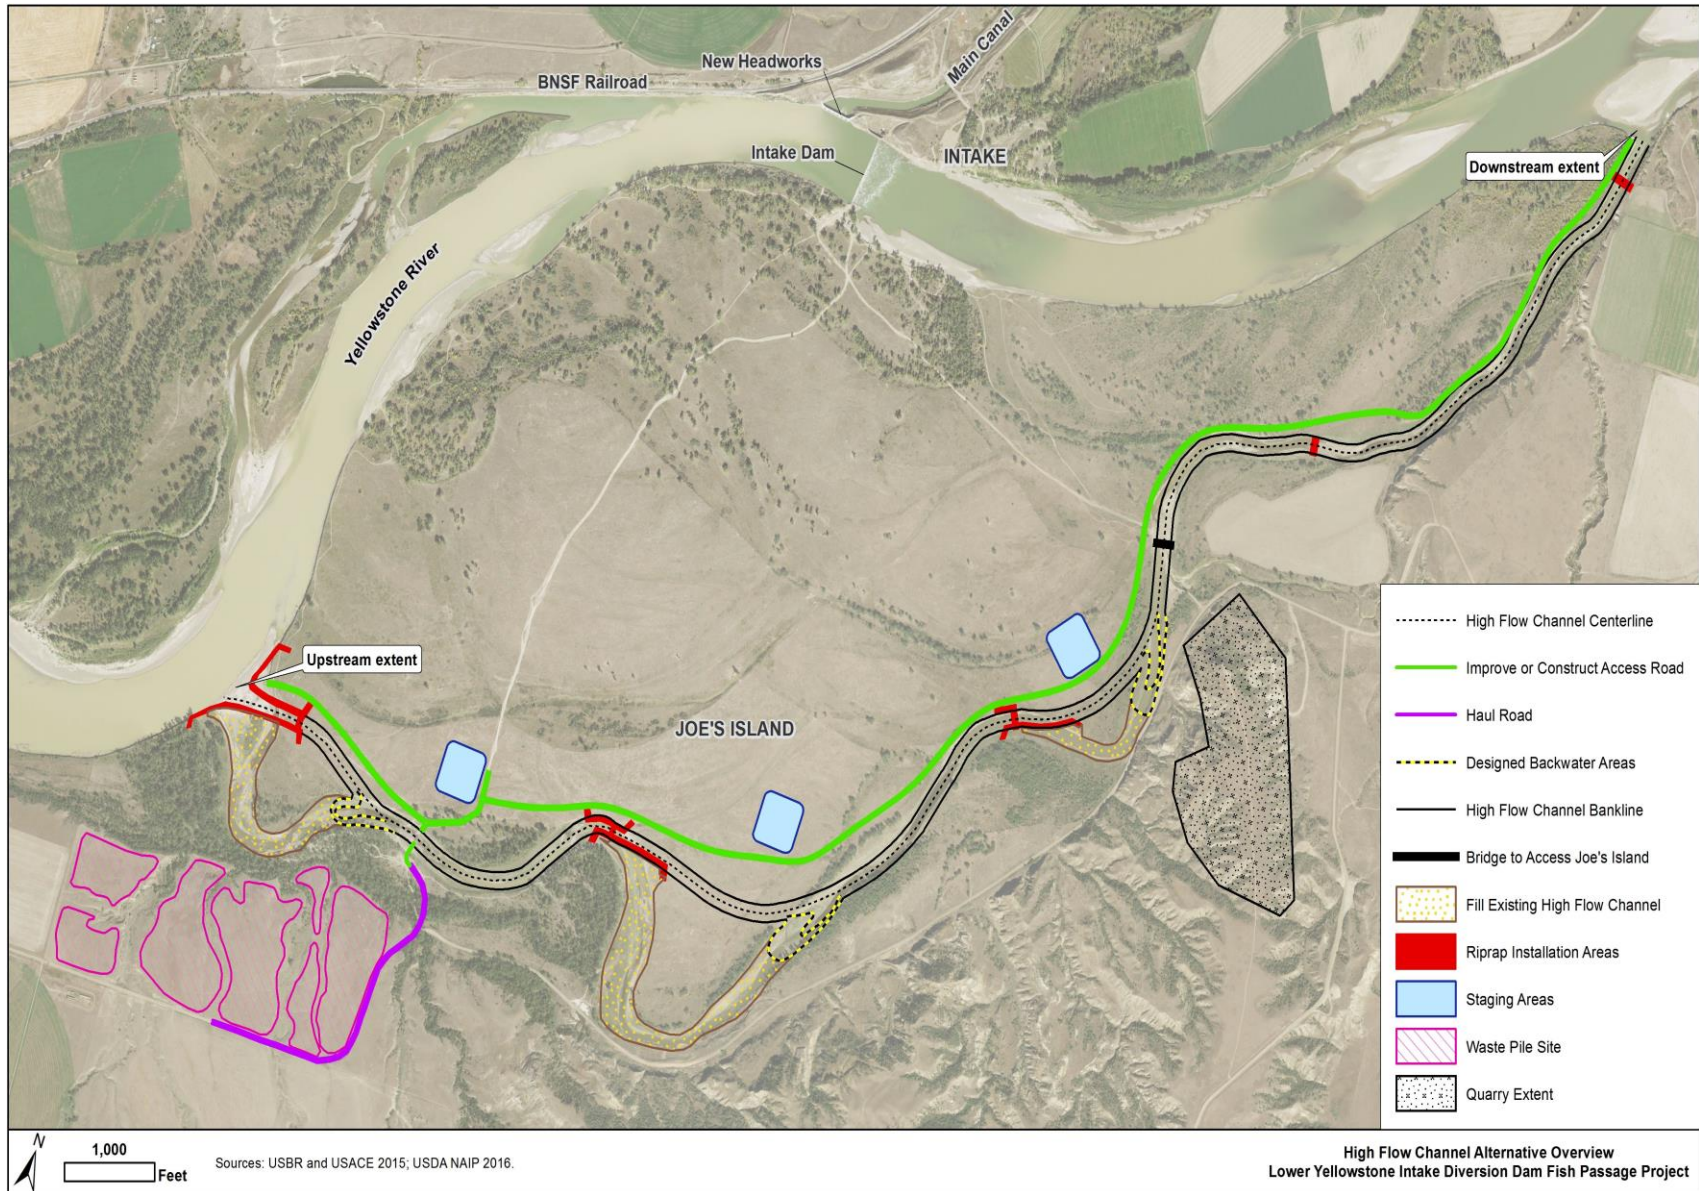 New Headworks
Main Canal
BNSF Railroad
Intake Dam
INTAKE
Downstream extent
Yellowstone River
Upstream extent
JOE'S ISLAND
High Flow Channel Centerline
Improve or Construct Access Road
Haul Road
Designed Backwater Areas
High Flow Channel Bankline
Bridge to Access Joe's Island
Fill Existing High Flow Channel
Riprap Installation Areas
Staging Areas
Waste Pile Site
Quarry Extent
N
1,000
Feet
Sources: USBR and USACE 2015; USDA NAIP 2016.
High Flow Channel Alternative Overview
Lower Yellowstone Intake Diversion Dam Fish Passage Project